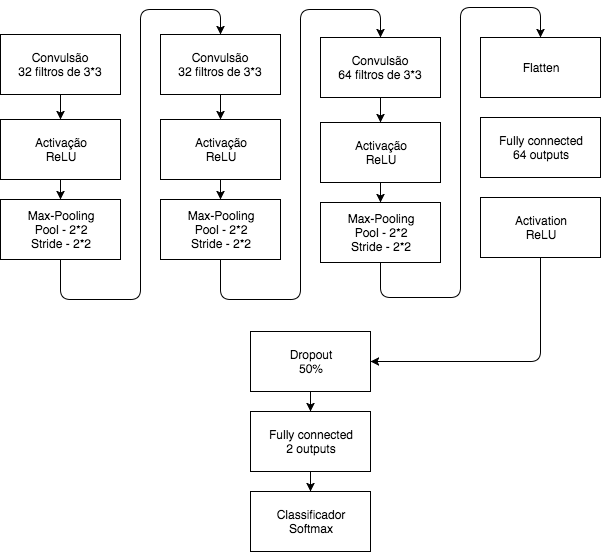 Convulsão
32 filtros de 3*3
Activação
ReLU
Max-Pooling
Pool - 2*2
Stride - 2*2
Convulsão
32 filtros de 3*3
Activação
ReLU
Max-Pooling
Pool - 2*2
Stride - 2*2
Convulsão
64 filtros de 3*3
Activação
ReLU
Max-Pooling
Pool - 2*2
Stride - 2*2
Flatten
Fully connected
64 outputs
Activation
ReLU
Dropout
50%
Fully connected
2 outputs
Classificador
Softmax